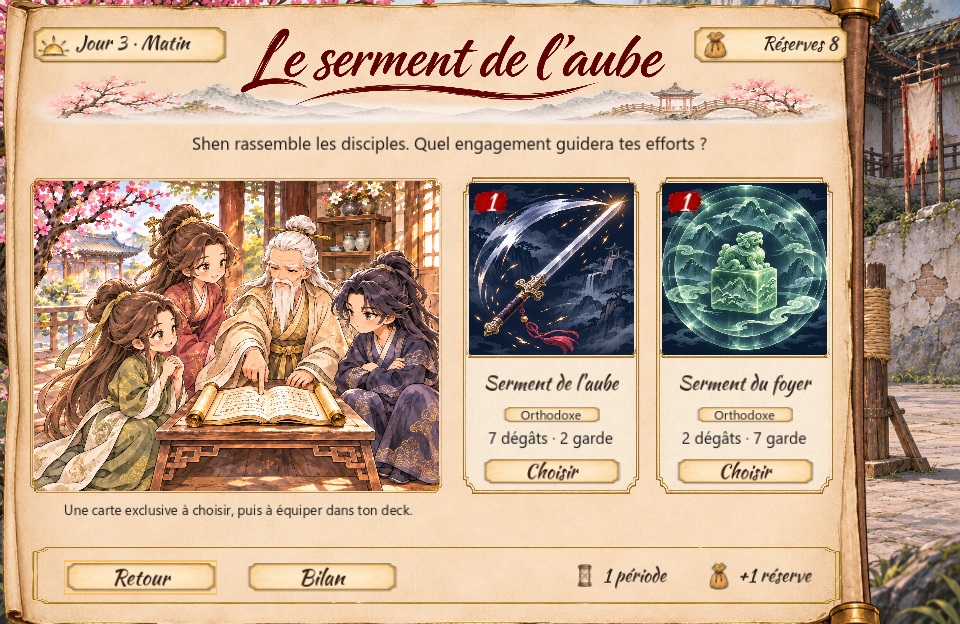 Jour 3 · Matin
Le serment de l'aube
Réserves 8
Shen rassemble les disciples. Quel engagement guidera tes efforts ?
1
1
Serment de l'aube
Serment du foyer
Orthodoxe
Orthodoxe
7 dégâts · 2 garde
2 dégâts · 7 garde
Choisir
Choisir
Une carte exclusive à choisir, puis à équiper dans ton deck.
Retour
Bilan
1 période
+1 réserve